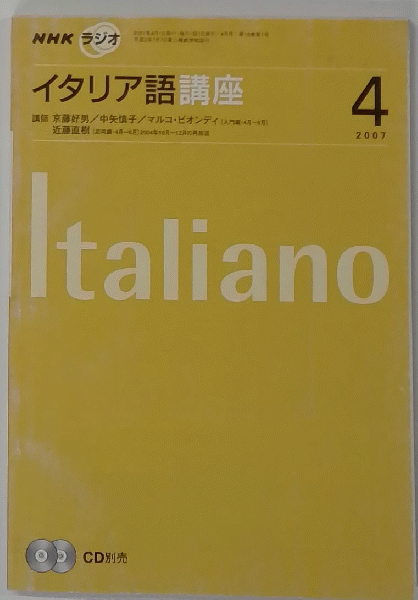 NHK ラジオ
イタリア語講座
4
2007
講師 京藤好男／中矢慎子／マルコ・ビオンディ
近藤直樹
Italiano
CD別売